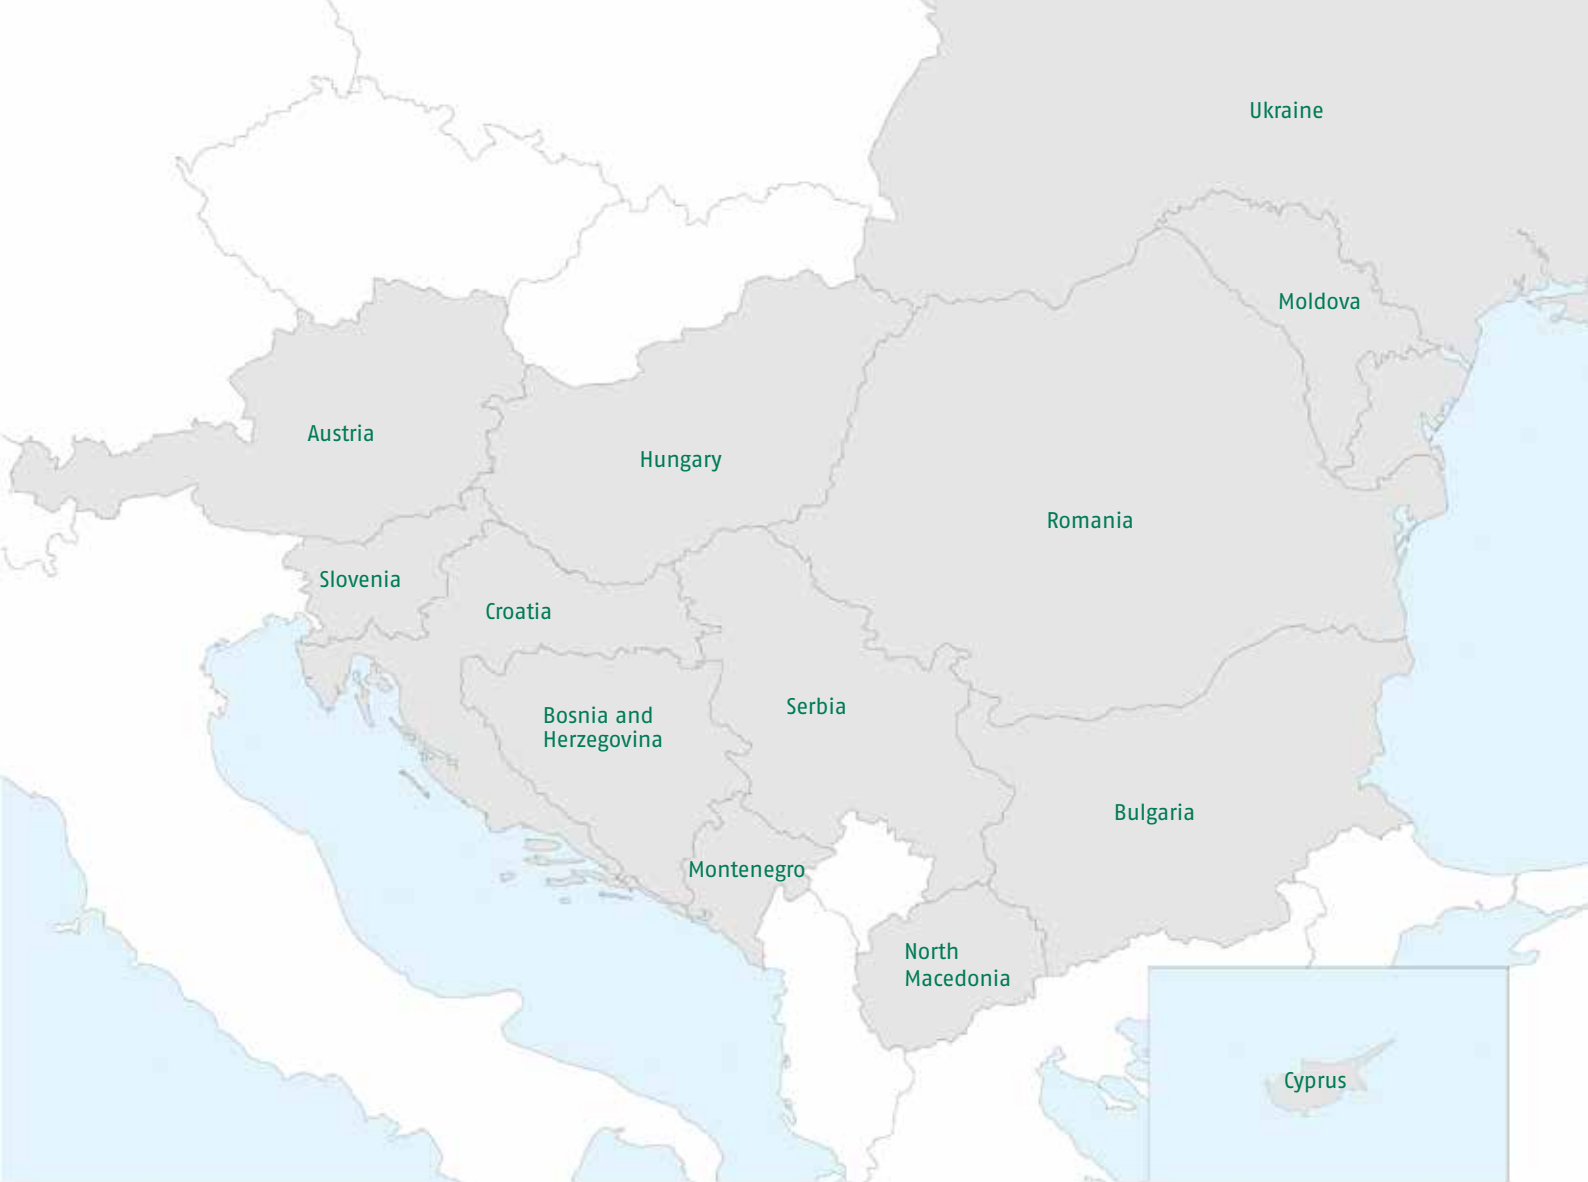 Ukraine
Moldova
Austria
Hungary
Romania
Slovenia
Croatia
Bosnia and
Herzegovina
Serbia
Bulgaria
Montenegro
North
Macedonia
Cyprus